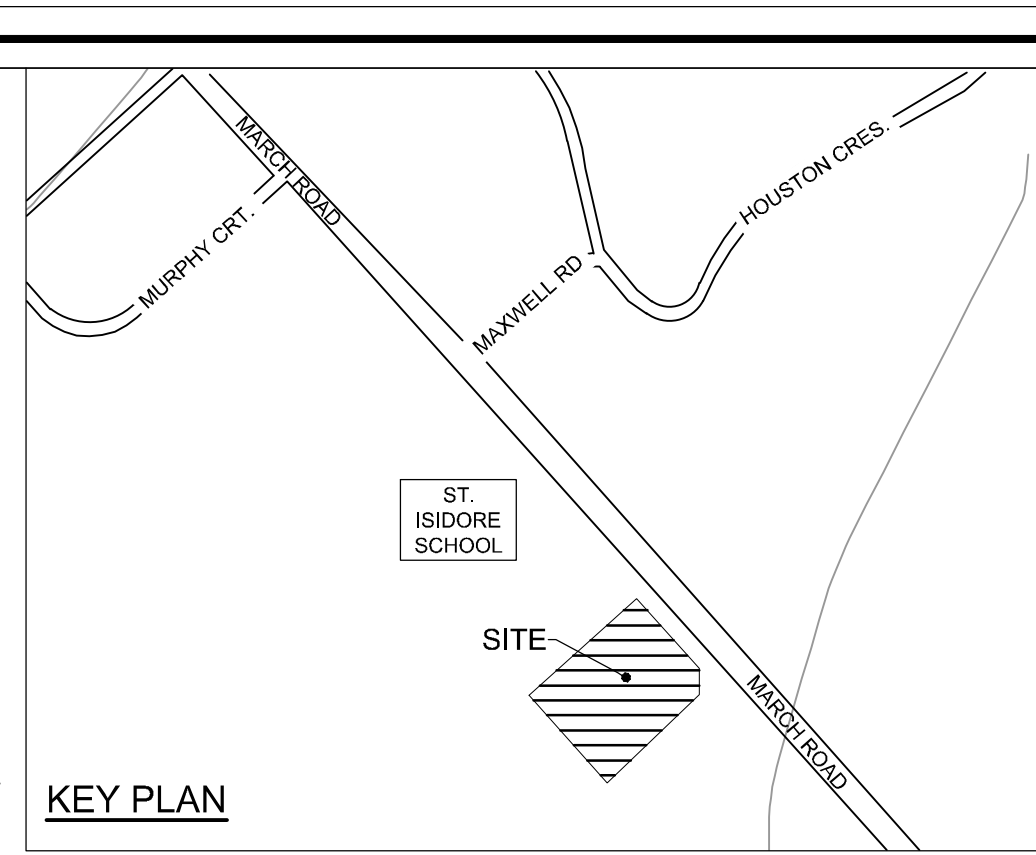 MARCH ROAD
HOUSTON CRES.
MURPHY CRT.
MAXWELL RD
ST.
ISIDORE
SCHOOL
SITE
MARCH ROAD
KEY PLAN